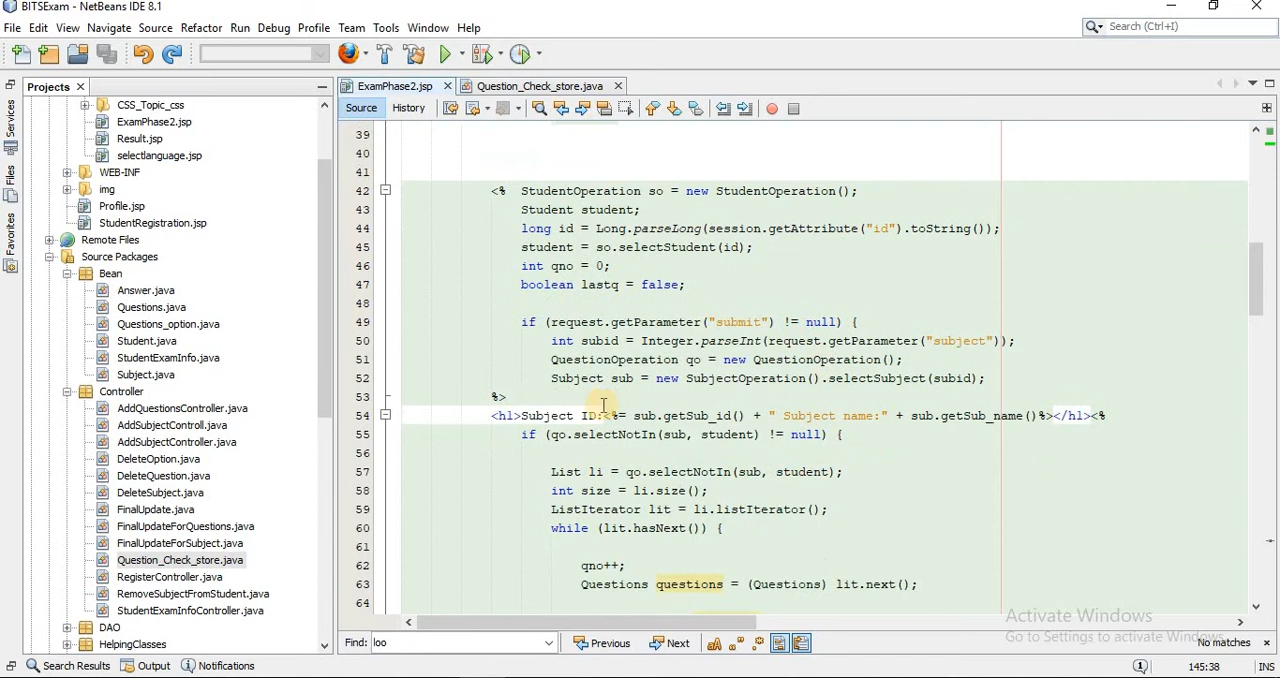 BITSExam - NetBeans IDE 8.1
File Edit View Navigate Source Refactor Run Debug Profile Team Tools Window Help
Search (Ctrl+I)
Projects
ExamPhase2.jsp
Question_Check_store.java
Source History
Services
Files
Favorites
CSS_Topic_css
ExamPhase2.jsp
Result.jsp
selectlanguage.jsp
WEB-INF
img
Profile.jsp
StudentRegistration.jsp
Remote Files
Source Packages
Bean
Answer.java
Questions.java
Questions_option.java
Student.java
StudentExamInfo.java
Subject.java
Controller
AddQuestionsController.java
AddSubjectControll.java
AddSubjectController.java
DeleteOption.java
DeleteQuestion.java
DeleteSubject.java
FinalUpdate.java
FinalUpdateForQuestions.java
FinalUpdateForSubject.java
Question_Check_store.java
RegisterController.java
RemoveSubjectFromStudent.java
StudentExamInfoController.java
DAO
HelpingClasses
39
40
41
42 <% StudentOperation so = new StudentOperation();
43 Student student;
44 long id = Long.parseLong(session.getAttribute("id").toString());
45 student = so.selectStudent(id);
46 int qno = 0;
47 boolean lastq = false;
48
49 if (request.getParameter("submit") != null) {
50 int subid = Integer.parseInt(request.getParameter("subject"));
51 QuestionOperation qo = new QuestionOperation();
52 Subject sub = new SubjectOperation().selectSubject(subid);
53 %>
54 <h1>Subject ID:<%= sub.getSub_id() + " Subject name:" + sub.getSub_name()%></h1><%
55 if (qo.selectNotIn(sub, student) != null) {
56
57 List li = qo.selectNotIn(sub, student);
58 int size = li.size();
59 ListIterator lit = li.listIterator();
60 while (lit.hasNext()) {
61
62 qno++;
63 Questions questions = (Questions) lit.next();
64
Activate Windows
Go to Settings to activate Windows.
Find: loo Previous Next No matches
Search Results Output Notifications 145:38 INS